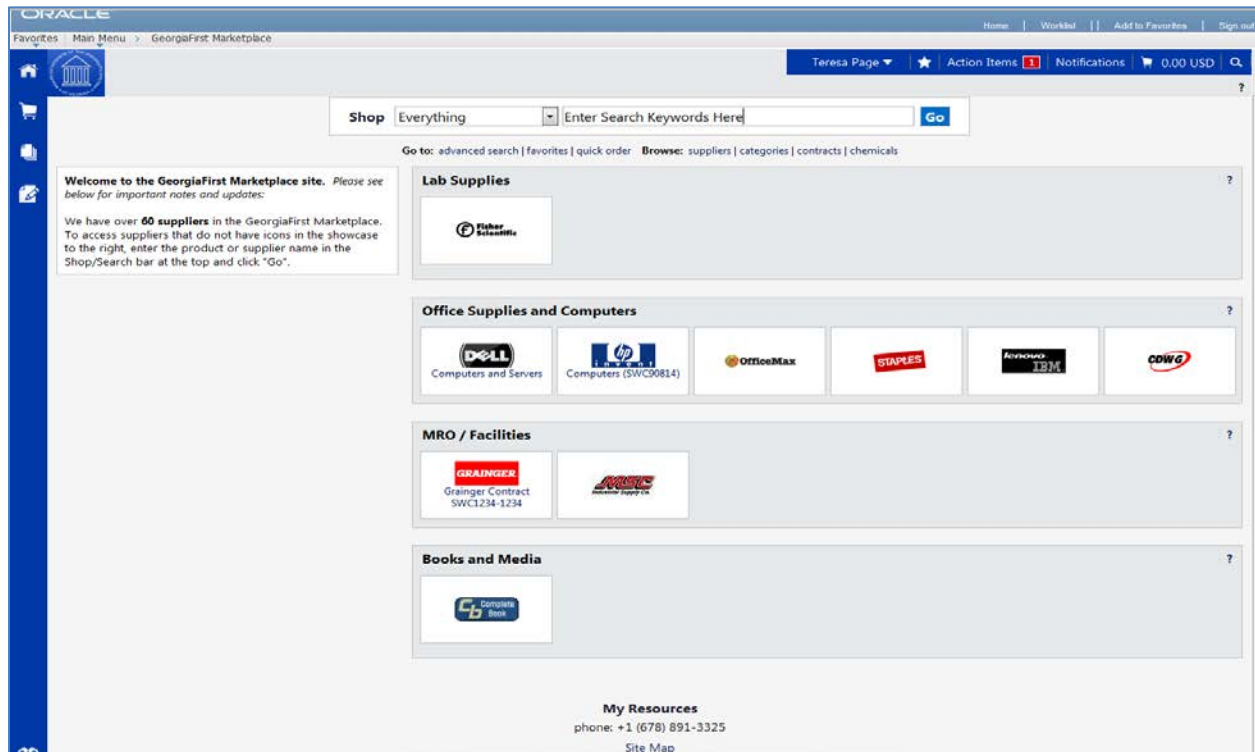 ORACLE
Home | Worklist || Add to Favorites | Sign out
Favorites Main Menu > GeorgiaFirst Marketplace
Teresa Page ▼ ★ Action Items 1 Notifications 0.00 USD
?
Shop Everything Enter Search Keywords Here Go
Go to: advanced search | favorites | quick order Browse: suppliers | categories | contracts | chemicals
Welcome to the GeorgiaFirst Marketplace site. Please see
below for important notes and updates:
We have over 60 suppliers in the GeorgiaFirst Marketplace.
To access suppliers that do not have icons in the showcase
to the right, enter the product or supplier name in the
Shop/Search bar at the top and click "Go".
Lab Supplies ?
Fisher
Scientific
Office Supplies and Computers ?
DELL
Computers and Servers
hp
invent
Computers (SWC90814)
OfficeMax
STAPLES
lenovo
IBM
CDWG
MRO / Facilities ?
GRAINGER
Grainger Contract
SWC1234-1234
MSC
Industrial Supply Co.
Books and Media ?
cb Complete
Book
My Resources
phone: +1 (678) 891-3325
Site Map